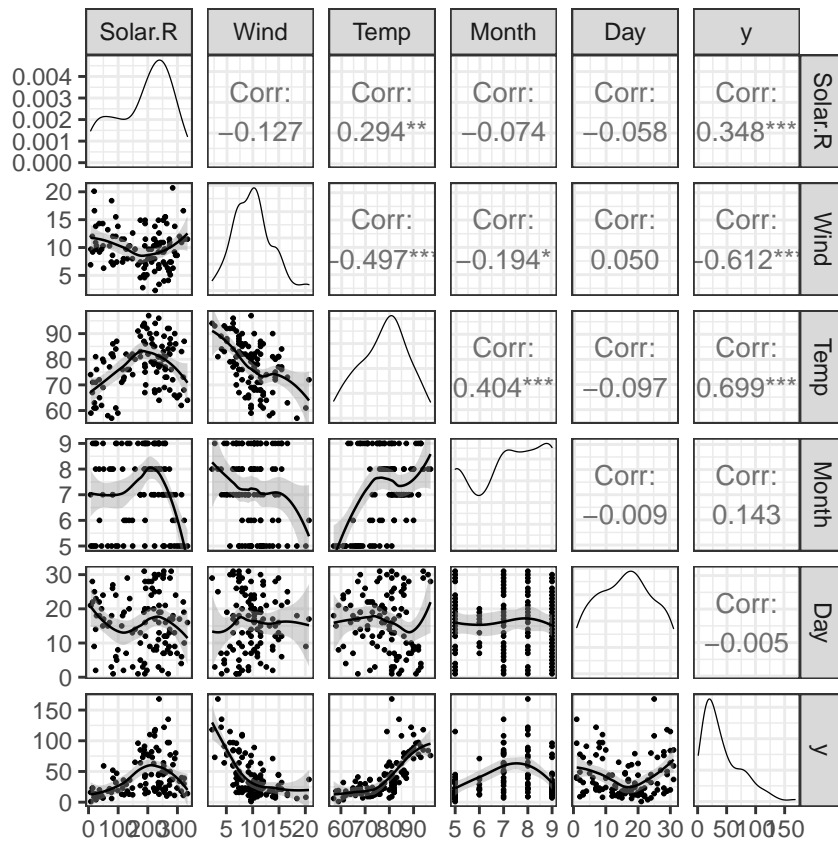 Solar.R Wind Temp Month Day y
0.004
0.003
0.002
0.001
0.000
Corr:
−0.127
Corr:
0.294**
Corr:
−0.074
Corr:
−0.058
Corr:
0.348***
Solar.R
20
15
10
5
Corr:
−0.497***
Corr:
−0.194*
Corr:
0.050
Corr:
−0.612***
Wind
90
80
70
60
Corr:
0.404***
Corr:
−0.097
Corr:
0.699***
Temp
9
8
7
6
5
Corr:
−0.009
Corr:
0.143
Month
30
20
10
0
Corr:
−0.005
Day
150
100
50
0
y
0 100 200 300 5 10 15 20 60 70 80 90 5 6 7 8 9 0 10 20 30 0 50 100 150